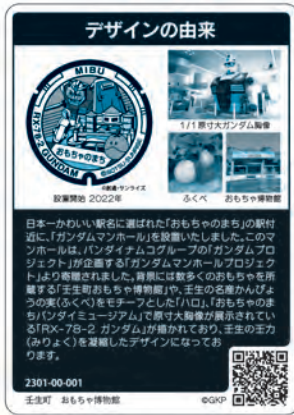 デザインの由来
MIBU
おもちゃのまち
RX-78-2 GUNDAM
©創通・サンライズ
設置開始 2022年
1/1原寸大ガンダム胸像
ふくべ おもちゃ博物館
日本一かわいい駅名に選ばれた「おもちゃのまち」の駅付
近に、「ガンダムマンホール」を設置いたしました。このマ
ンホールは、バンダイナムコグループの「ガンダムプロ
ジェクト」が企画する「ガンダムマンホールプロジェク
ト」より寄贈されました。背景には数多くのおもちゃを所
蔵する「壬生町おもちゃ博物館」や、壬生の名産かんぴょ
うの実(ふくべ)をモチーフとした「ハロ」、「おもちゃのま
ちバンダイミュージアム」で原寸大胸像が展示されてい
る「RX-78-2 ガンダム」が描かれており、壬生の壬力
(みりょく)を凝縮したデザインになってお
ります。
2301-00-001
壬生町 おもちゃ博物館 ©GKP